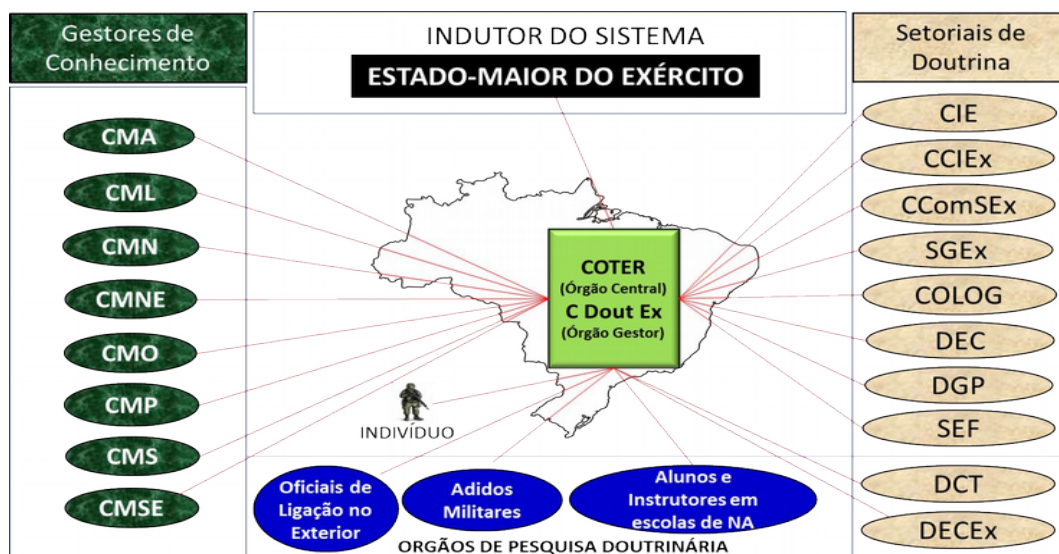 Gestores de
Conhecimento
CMA
CML
CMN
CMNE
CMO
CMP
CMS
CMSE
INDUTOR DO SISTEMA
ESTADO-MAIOR DO EXÉRCITO
COTER
(Órgão Central)
C Dout Ex
(Órgão Gestor)
INDIVÍDUO
Oficiais de
Ligação no
Exterior
Adidos
Militares
Alunos e
Instrutores em
escolas de NA
ORGÃOS DE PESQUISA DOUTRINÁRIA
Setoriais de
Doutrina
CIE
CCIEx
CComSEx
SGEx
COLOG
DEC
DGP
SEF
DCT
DECEx